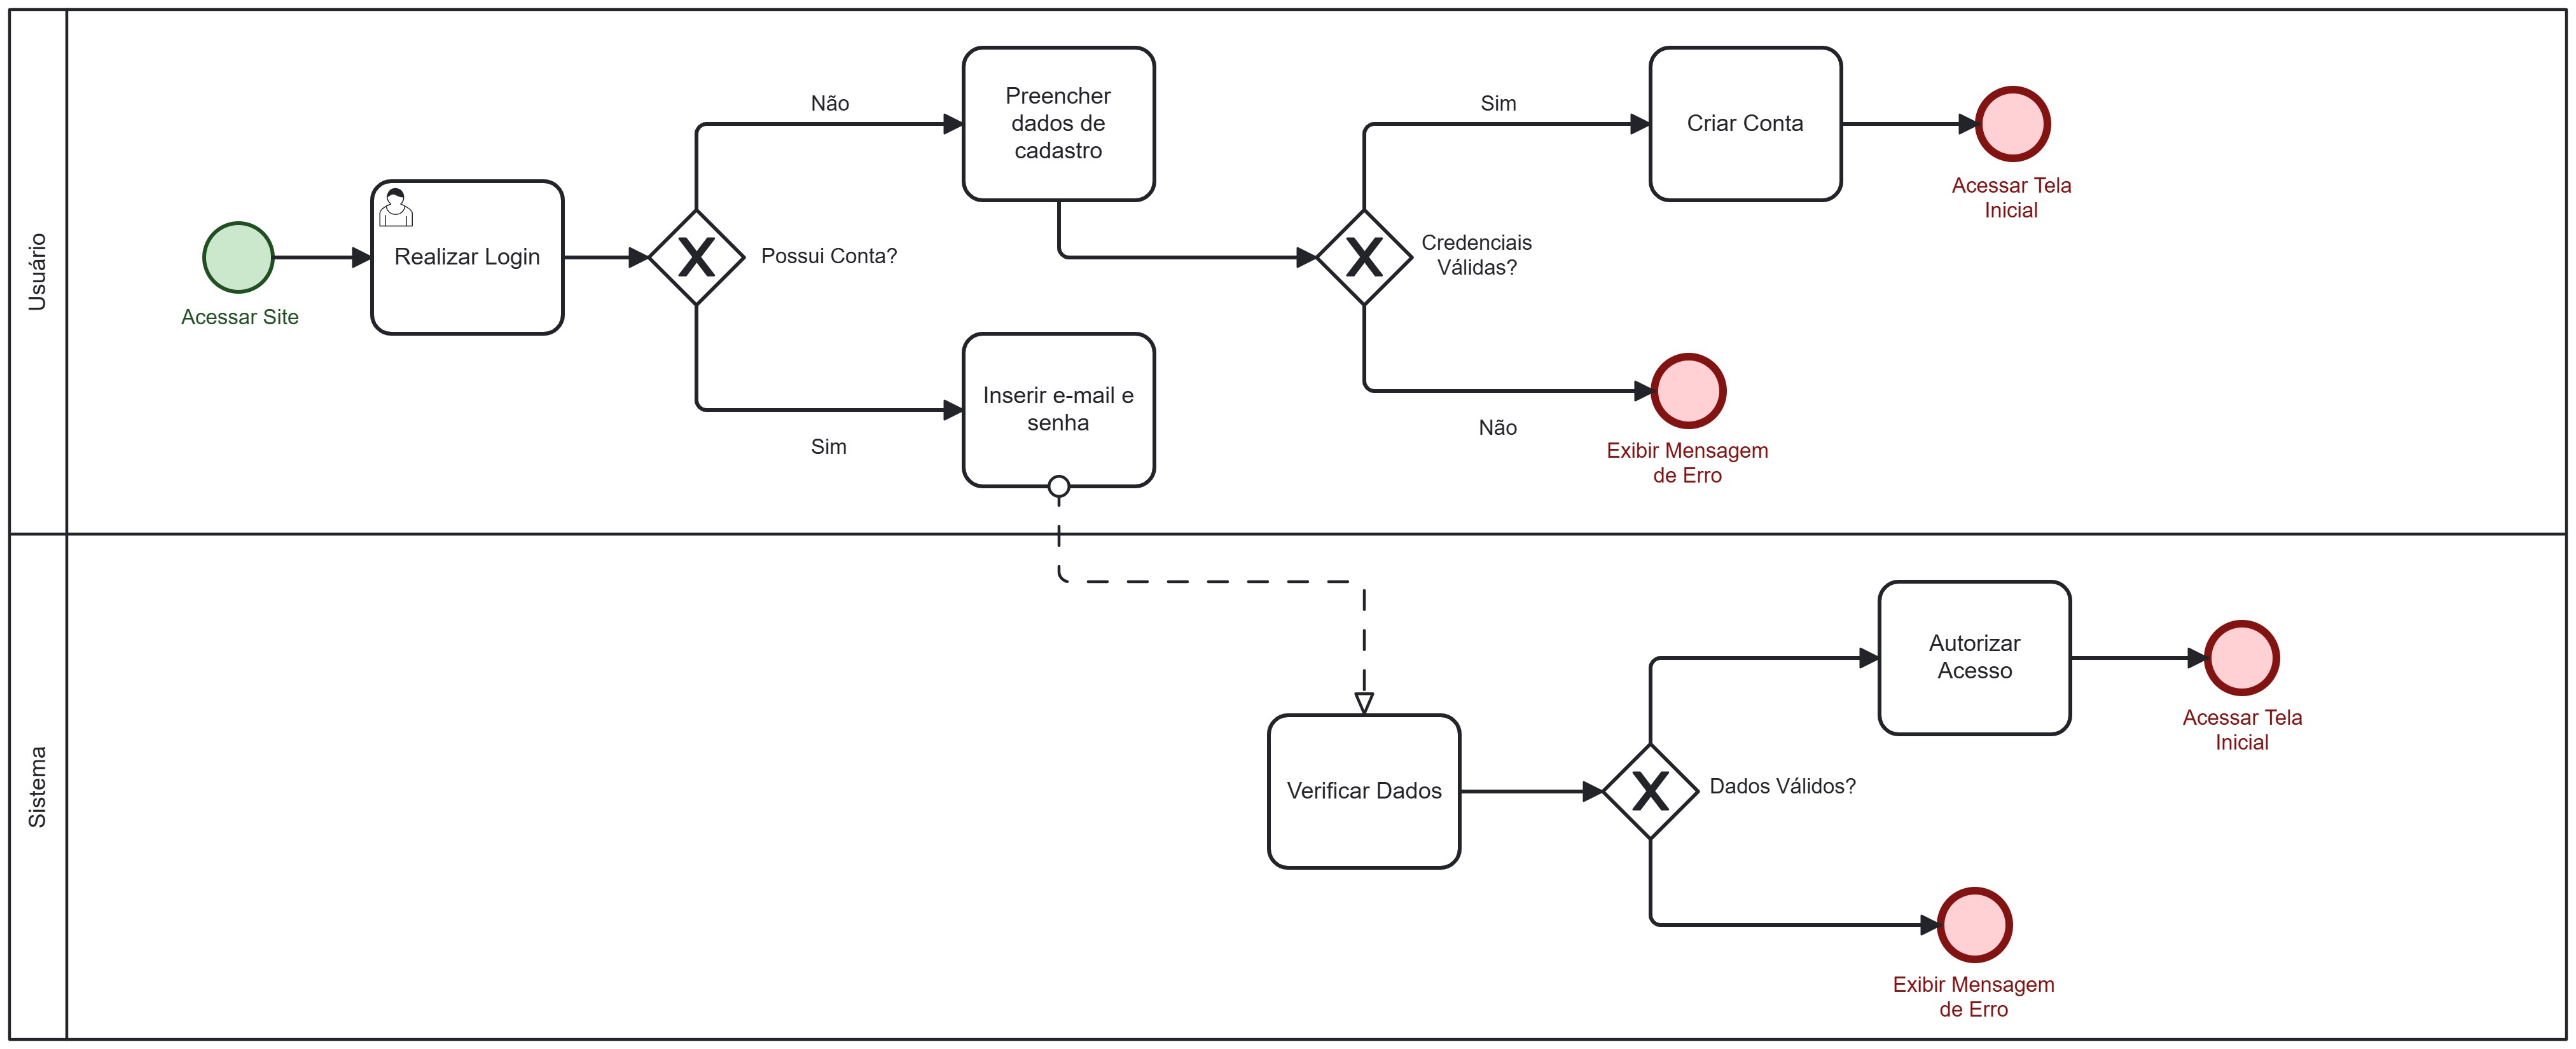 Usuário
Acessar Site
Realizar Login
Possui Conta?
Não
Sim
Preencher
dados de
cadastro
Inserir e-mail e
senha
Credenciais
Válidas?
Sim
Não
Criar Conta
Acessar Tela
Inicial
Exibir Mensagem
de Erro
Sistema
Verificar Dados
Dados Válidos?
Autorizar
Acesso
Acessar Tela
Inicial
Exibir Mensagem
de Erro